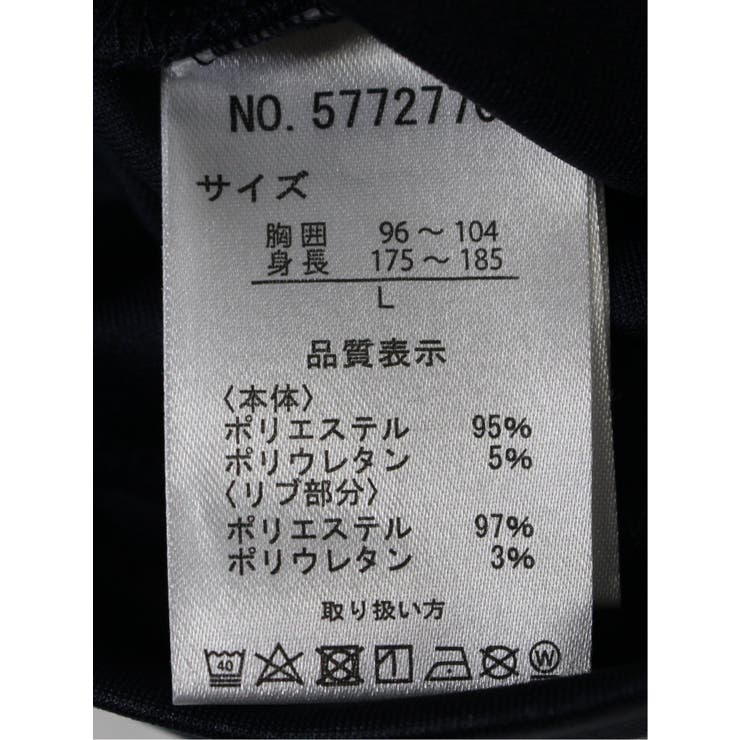 NO. 577277
サイズ
胸囲 96～104
身長 175～185
L
品質表示
〈本体〉
ポリエステル 95%
ポリウレタン 5%
〈リブ部分〉
ポリエステル 97%
ポリウレタン 3%
取り扱い方
40 W